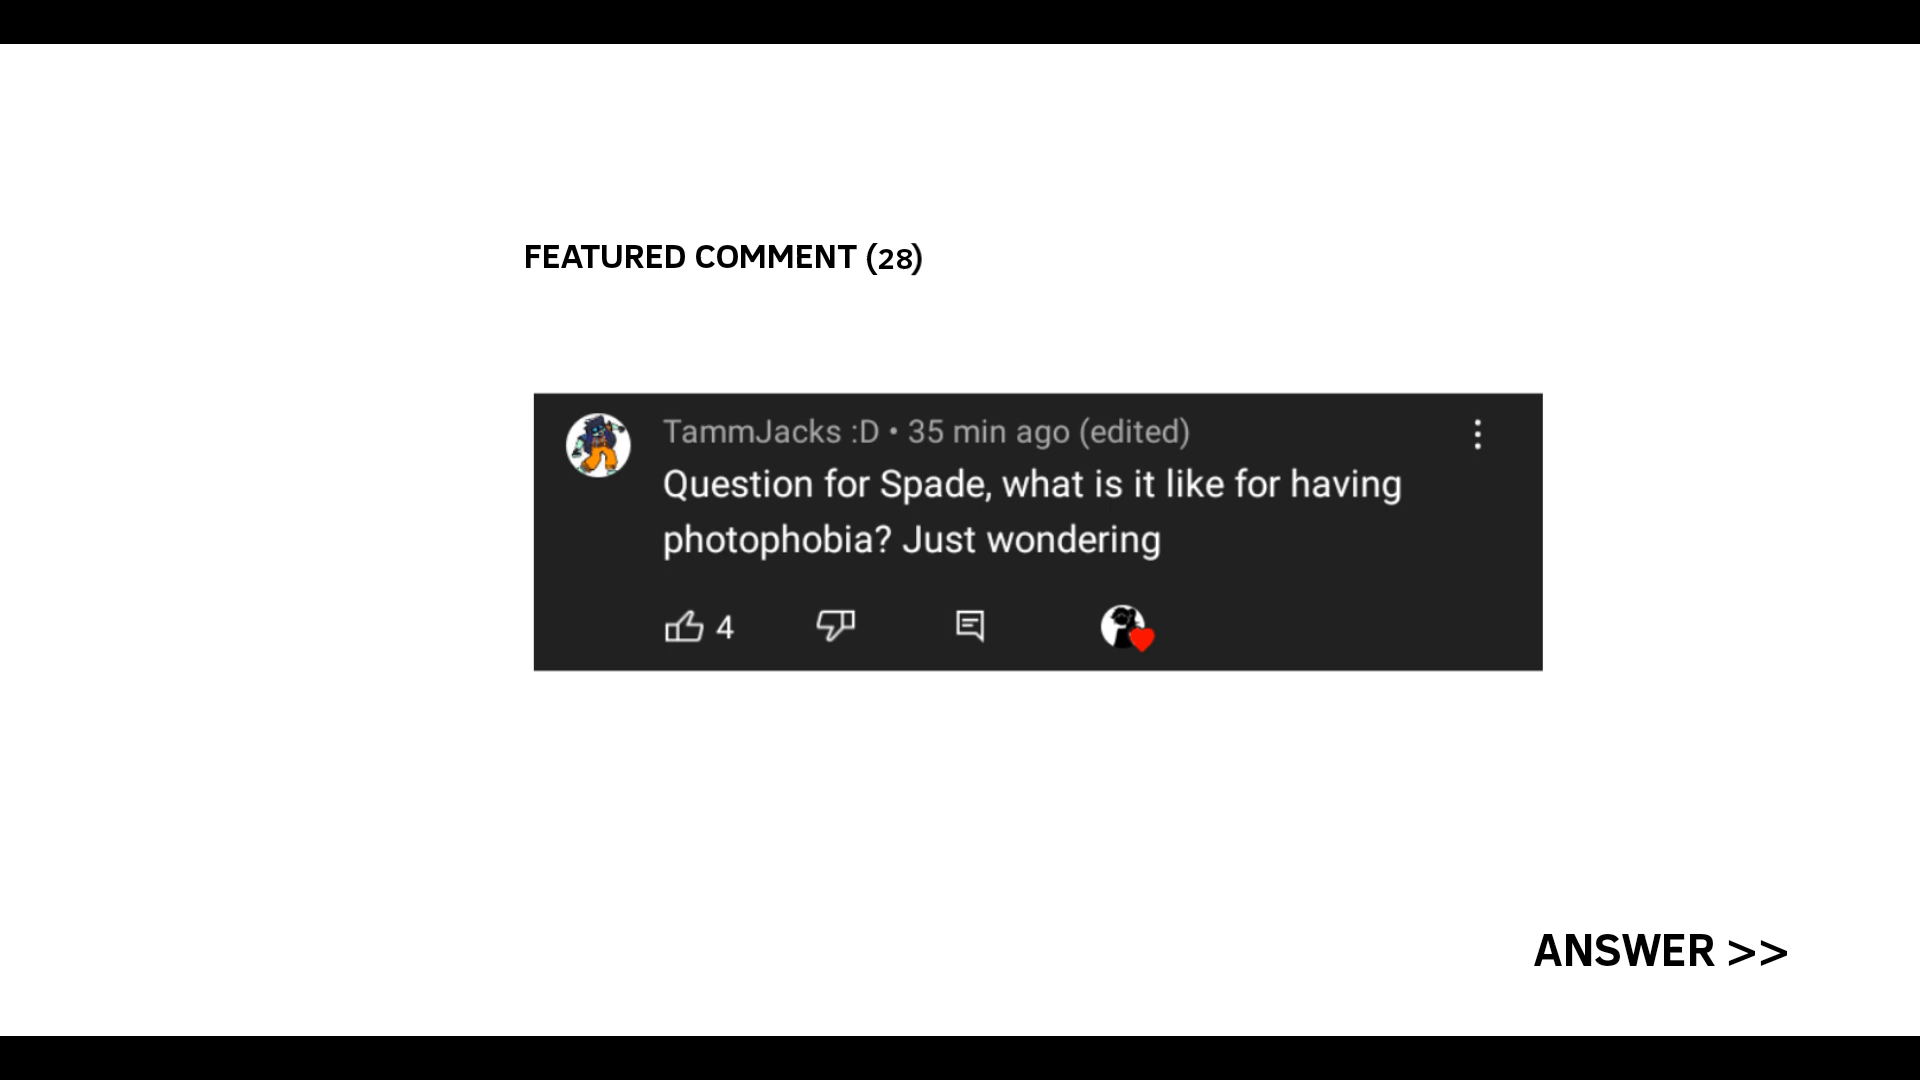 FEATURED COMMENT (28)
TammJacks :D • 35 min ago (edited)
Question for Spade, what is it like for having
photophobia? Just wondering
4
ANSWER >>